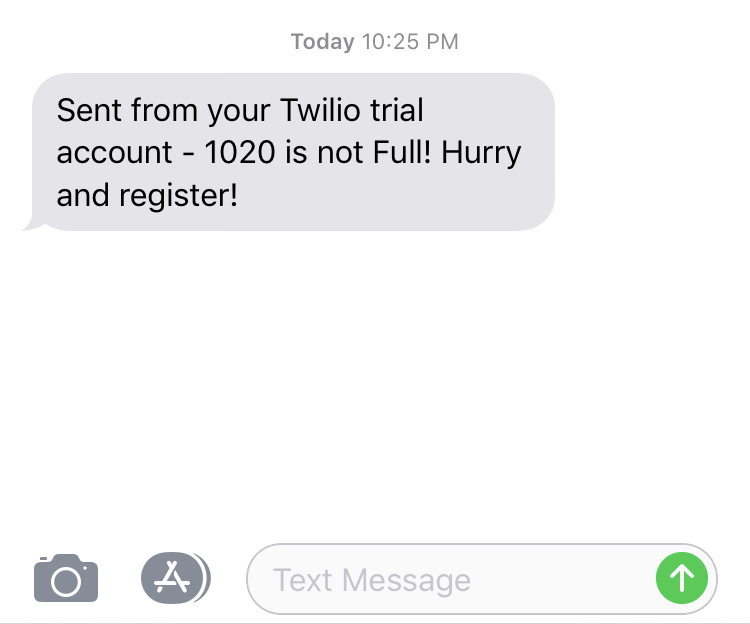 Today 10:25 PM
Sent from your Twilio trial
account - 1020 is not Full! Hurry
and register!
Text Message